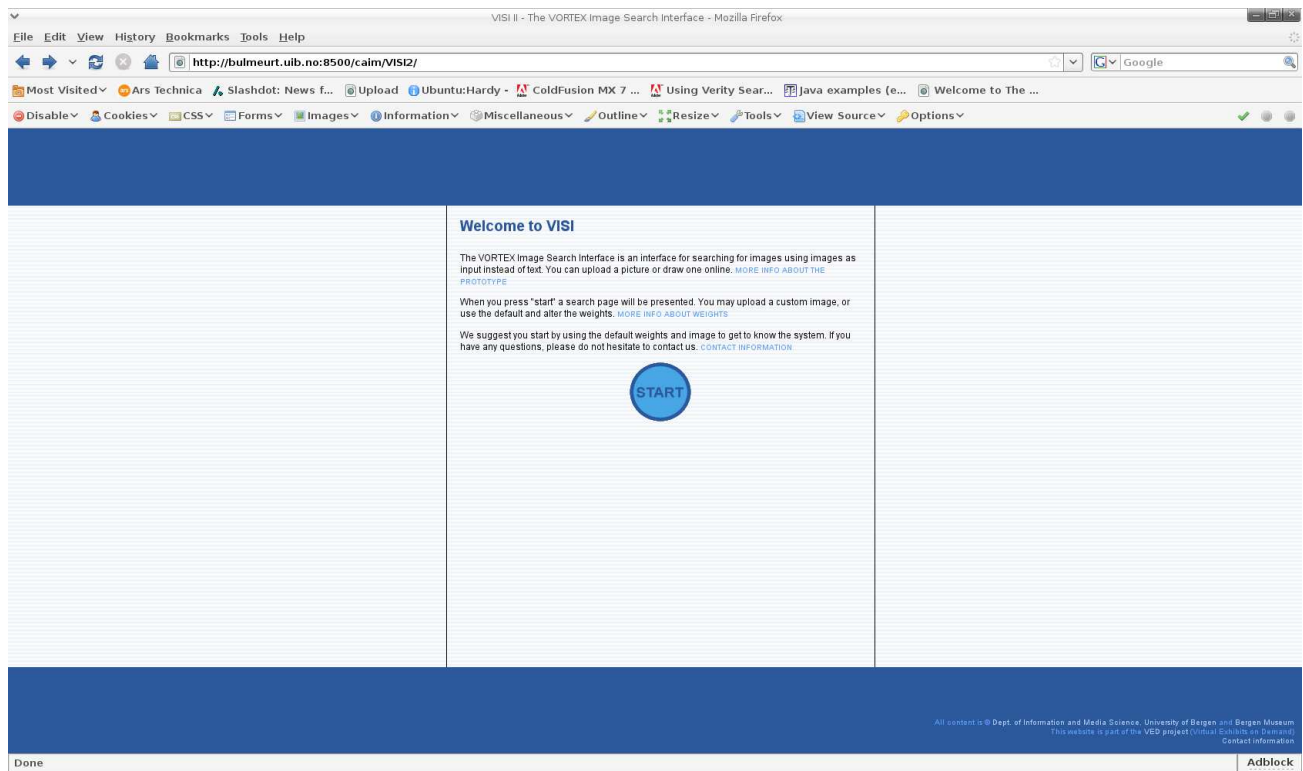 VISI II - The VORTEX Image Search Interface - Mozilla Firefox
File Edit View History Bookmarks Tools Help
http://bulmeurt.uib.no:8500/caim/VISI2/
Google
Most Visited Ars Technica Slashdot: News f... Upload Ubuntu:Hardy - ColdFusion MX 7 ... Using Verity Sear... Java examples (e... Welcome to The ...
Disable Cookies CSS Forms Images Information Miscellaneous Outline Resize Tools View Source Options
Welcome to VISI
The VORTEX Image Search Interface is an interface for searching for images using images as
input instead of text. You can upload a picture or draw one online. MORE INFO ABOUT THE
PROTOTYPE
When you press "start" a search page will be presented. You may upload a custom image, or
use the default and alter the weights. MORE INFO ABOUT WEIGHTS
We suggest you start by using the default weights and image to get to know the system. If you
have any questions, please do not hesitate to contact us. CONTACT INFORMATION
START
All content is © Dept. of Information and Media Science, University of Bergen and Bergen Museum
This website is part of the VED project (Virtual Exhibits on Demand)
Contact information
Done
Adblock